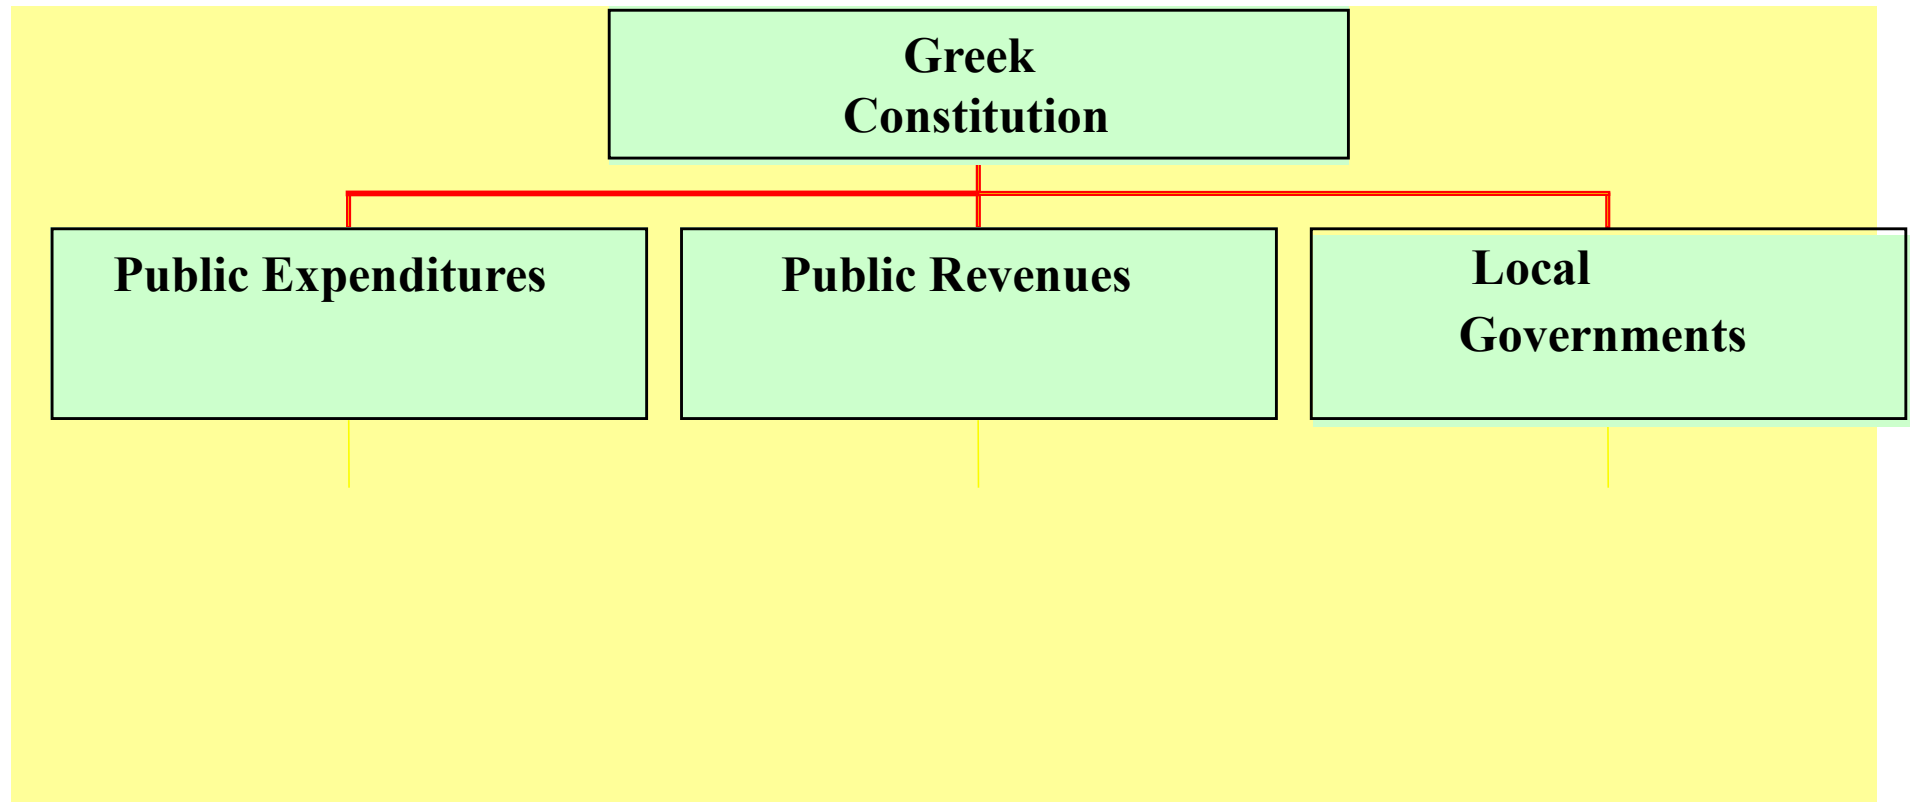 Greek
Constitution
Public Expenditures
Public Revenues
Local
Governments